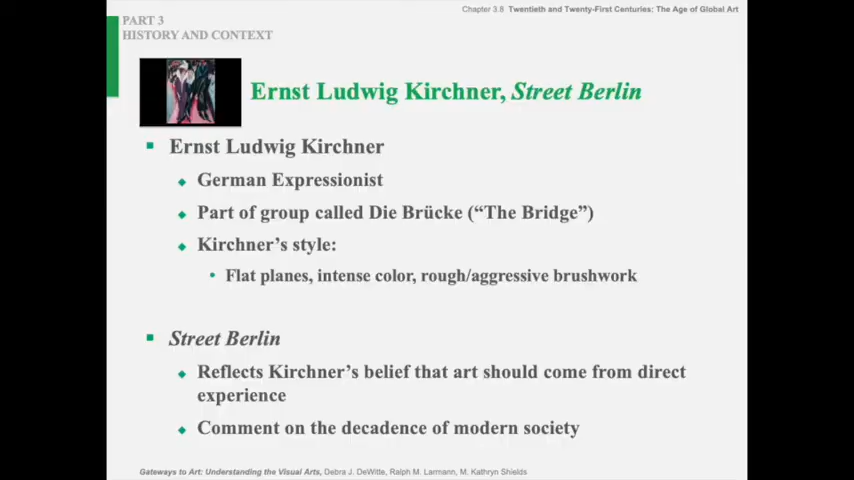 Chapter 3.8 Twentieth and Twenty-First Centuries: The Age of Global Art
PART 3
HISTORY AND CONTEXT
Ernst Ludwig Kirchner, Street Berlin
Ernst Ludwig Kirchner
German Expressionist
Part of group called Die Brücke (“The Bridge”)
Kirchner’s style:
Flat planes, intense color, rough/aggressive brushwork
Street Berlin
Reflects Kirchner’s belief that art should come from direct
experience
Comment on the decadence of modern society
Gateways to Art: Understanding the Visual Arts, Debra J. DeWitte, Ralph M. Larmann, M. Kathryn Shields